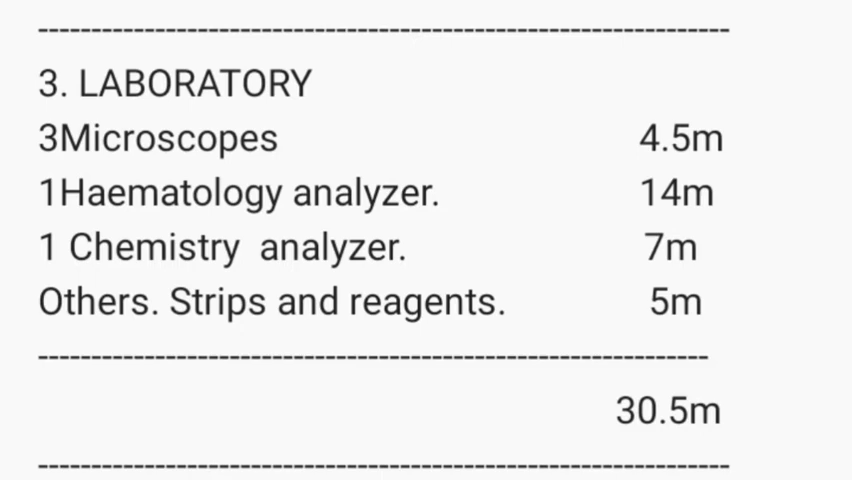 ------------------------------------------------------------------
3. LABORATORY
3Microscopes 4.5m
1Haematology analyzer. 14m
1 Chemistry  analyzer. 7m
Others. Strips and reagents. 5m
----------------------------------------------------------------
30.5m
------------------------------------------------------------------